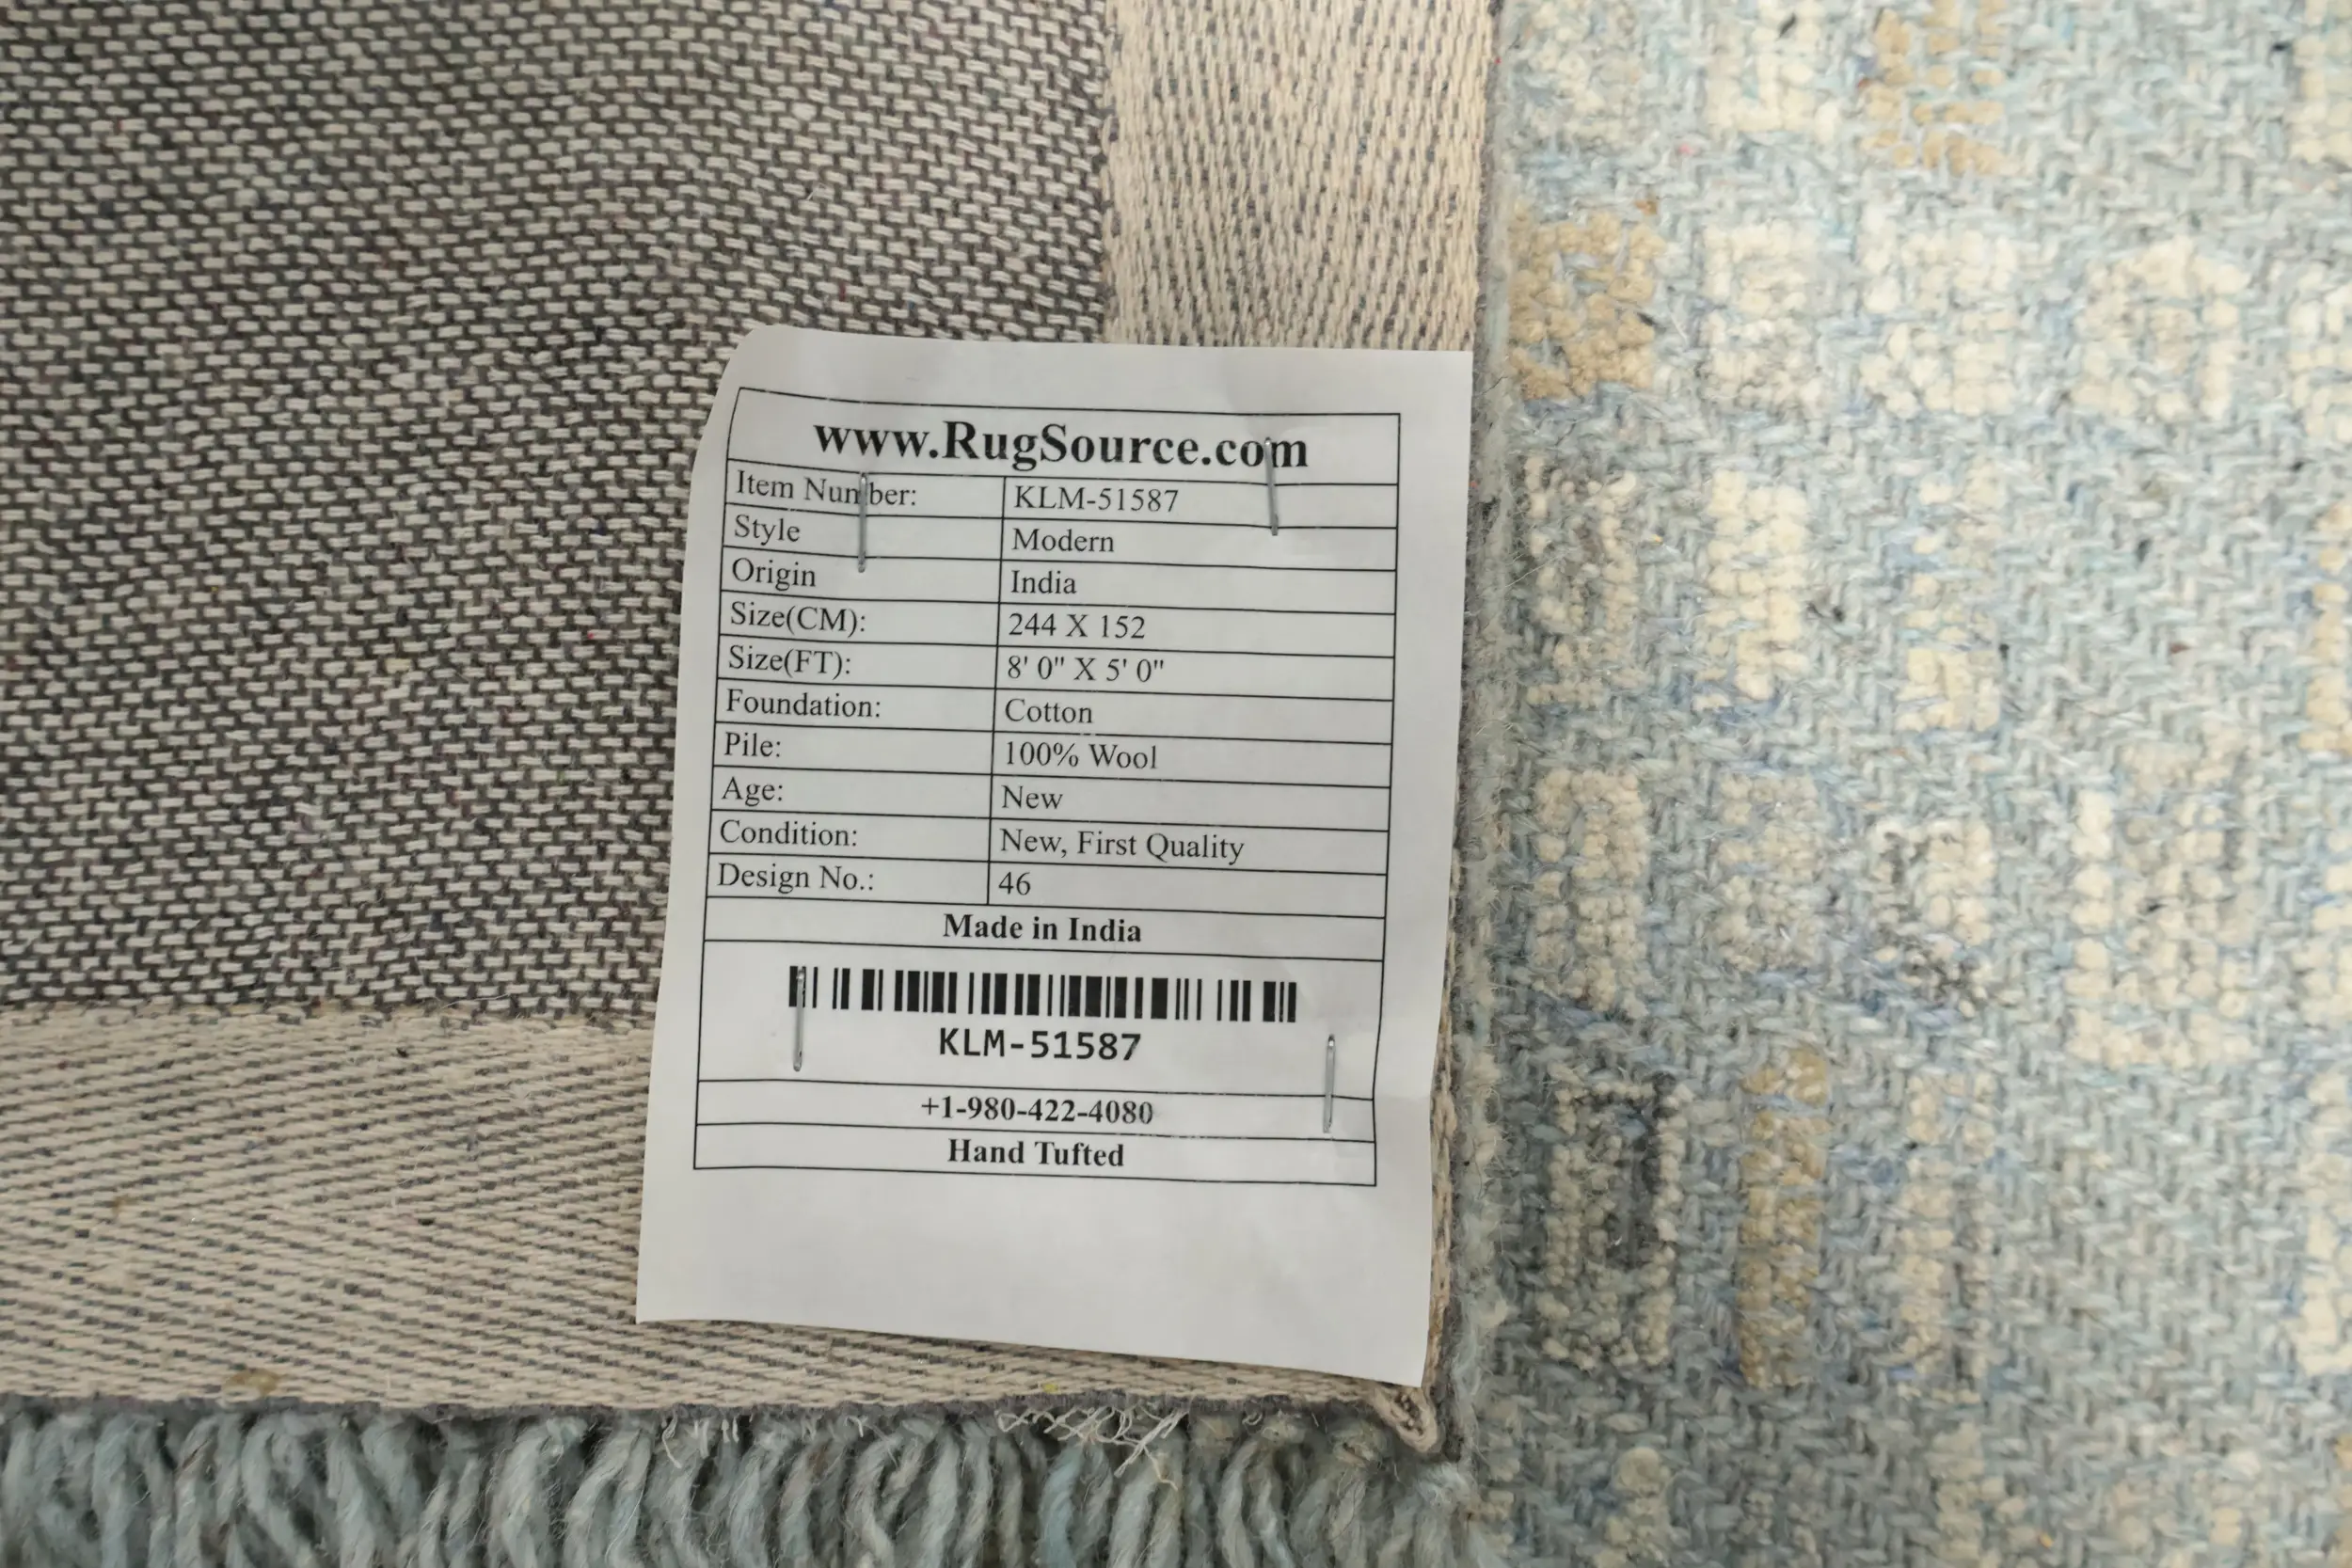 www.RugSource.com
Item Number: KLM-51587
Style Modern
Origin India
Size(CM): 244 X 152
Size(FT): 8' 0" X 5' 0"
Foundation: Cotton
Pile: 100% Wool
Age: New
Condition: New, First Quality
Design No.: 46
Made in India
KLM-51587
+1-980-422-4080
Hand Tufted